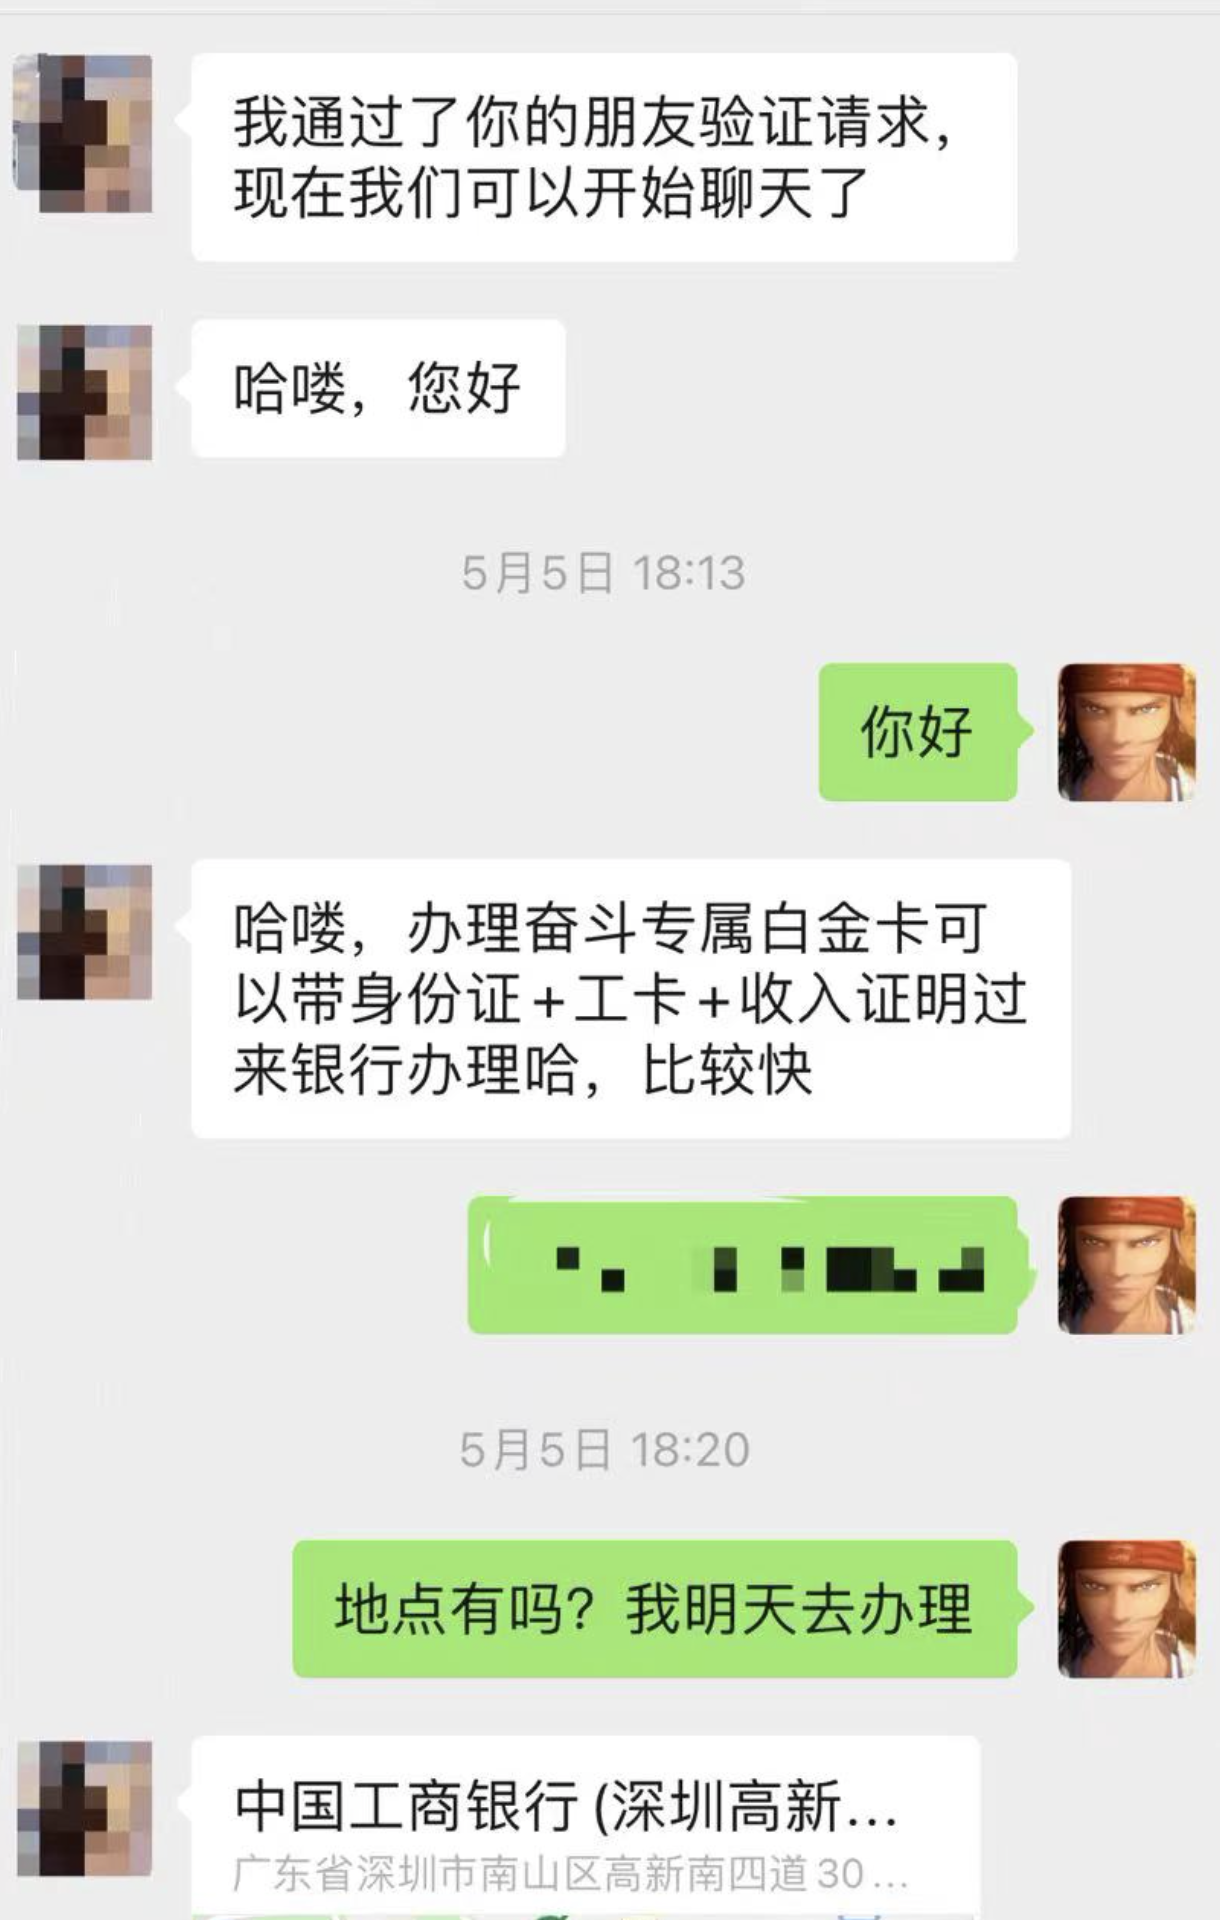 我通过了你的朋友验证请求，
现在我们可以开始聊天了
哈喽，您好
5月5日 18:13
你好
哈喽，办理奋斗专属白金卡可
以带身份证+工卡+收入证明过
来银行办理哈，比较快
5月5日 18:20
地点有吗？我明天去办理
中国工商银行(深圳高新...
广东省深圳市南山区高新南四道30...